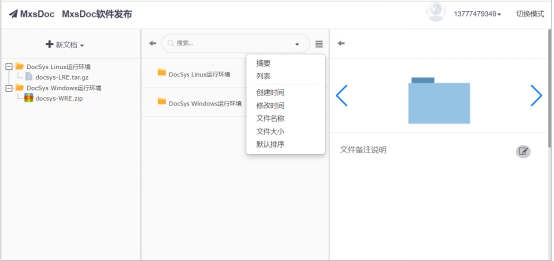 MxsDoc MxsDoc软件发布
13777479349
切换模式
新文档
DocSys Linux运行环境
docsys-LRE.tar.gz
DocSys Windows运行环境
docsys-WRE.zip
搜索...
DocSys Linux运行环境
DocSys Windows运行环境
摘要
列表
创建时间
修改时间
文件名称
文件大小
默认排序
文件备注说明